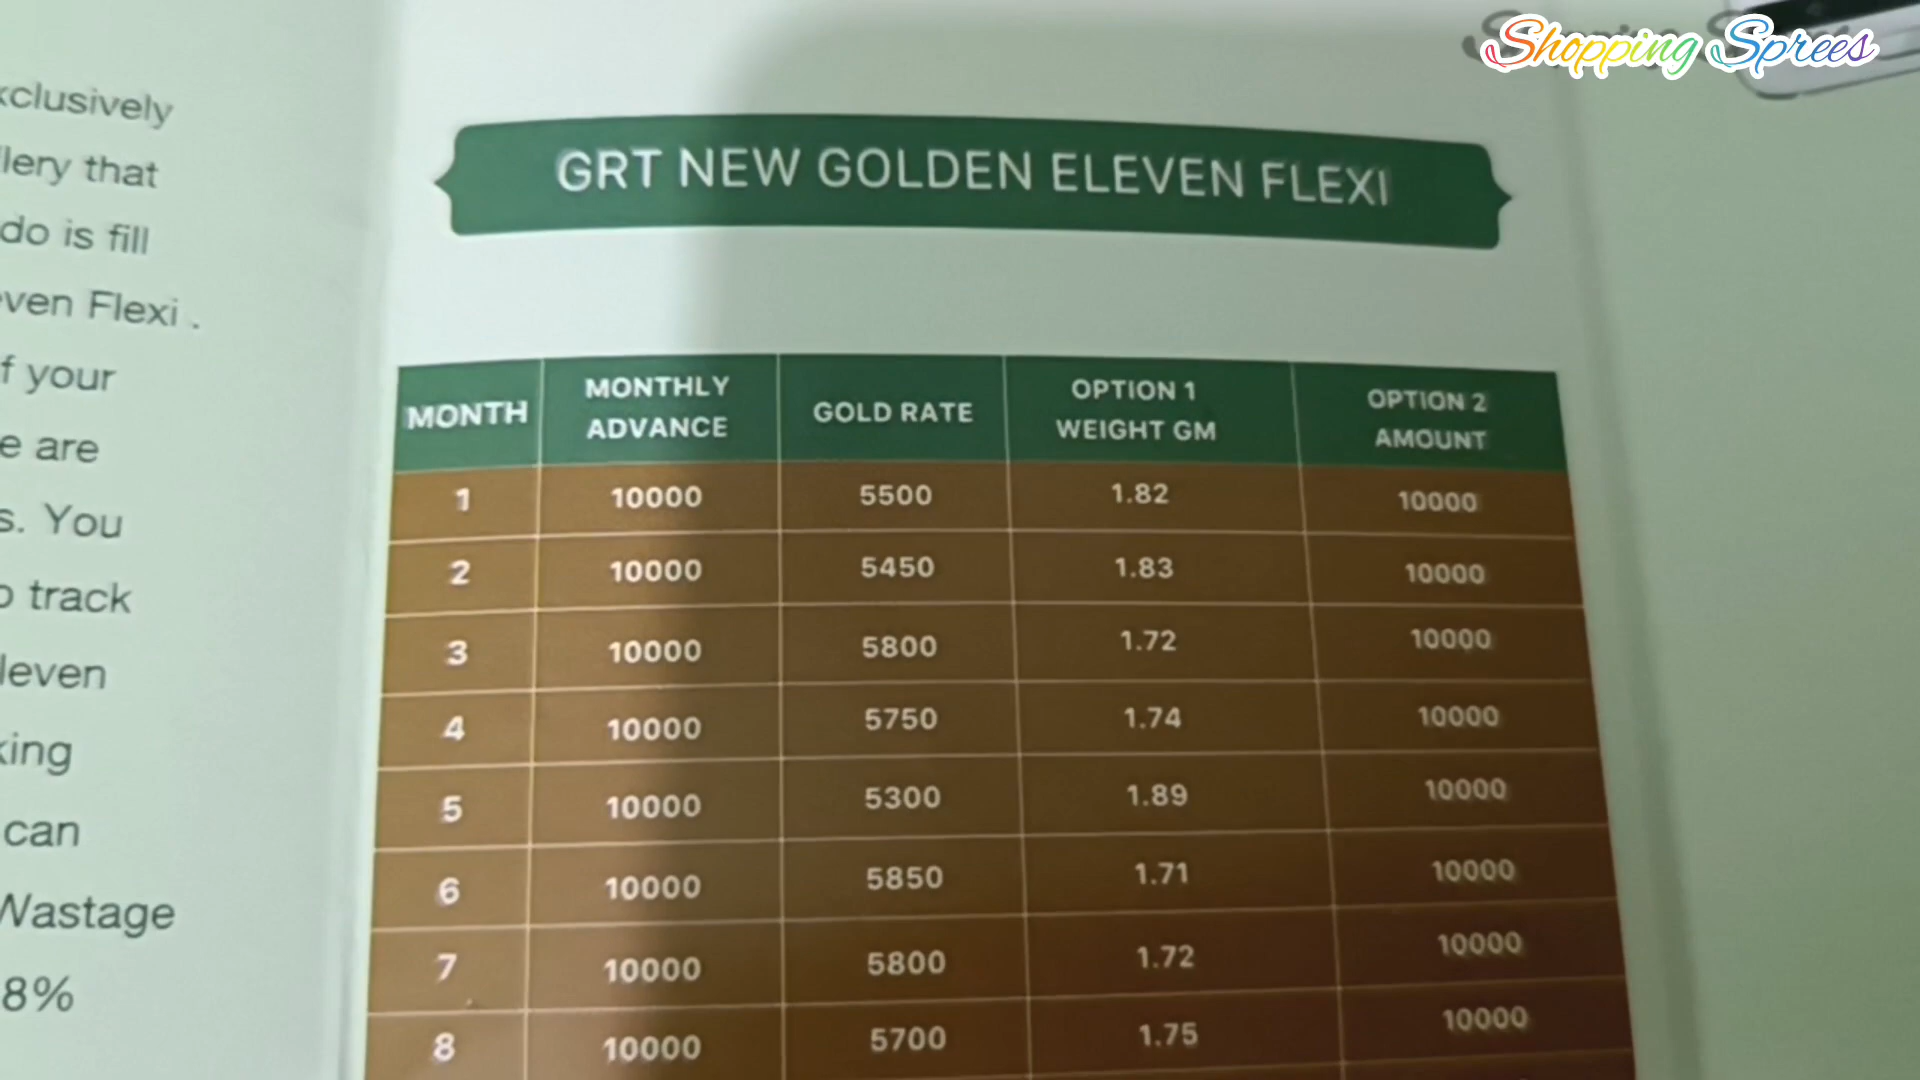 Shopping Sprees
clusively
lery that
do is fill
ven Flexi .
f your
e are
s. You
track
leven
king
can
Wastage
8%
GRT NEW GOLDEN ELEVEN FLEXI
MONTH MONTHLY ADVANCE GOLD RATE OPTION 1 WEIGHT GM OPTION 2 AMOUNT
1 10000 5500 1.82 10000
2 10000 5450 1.83 10000
3 10000 5800 1.72 10000
4 10000 5750 1.74 10000
5 10000 5300 1.89 10000
6 10000 5850 1.71 10000
7 10000 5800 1.72 10000
8 10000 5700 1.75 10000